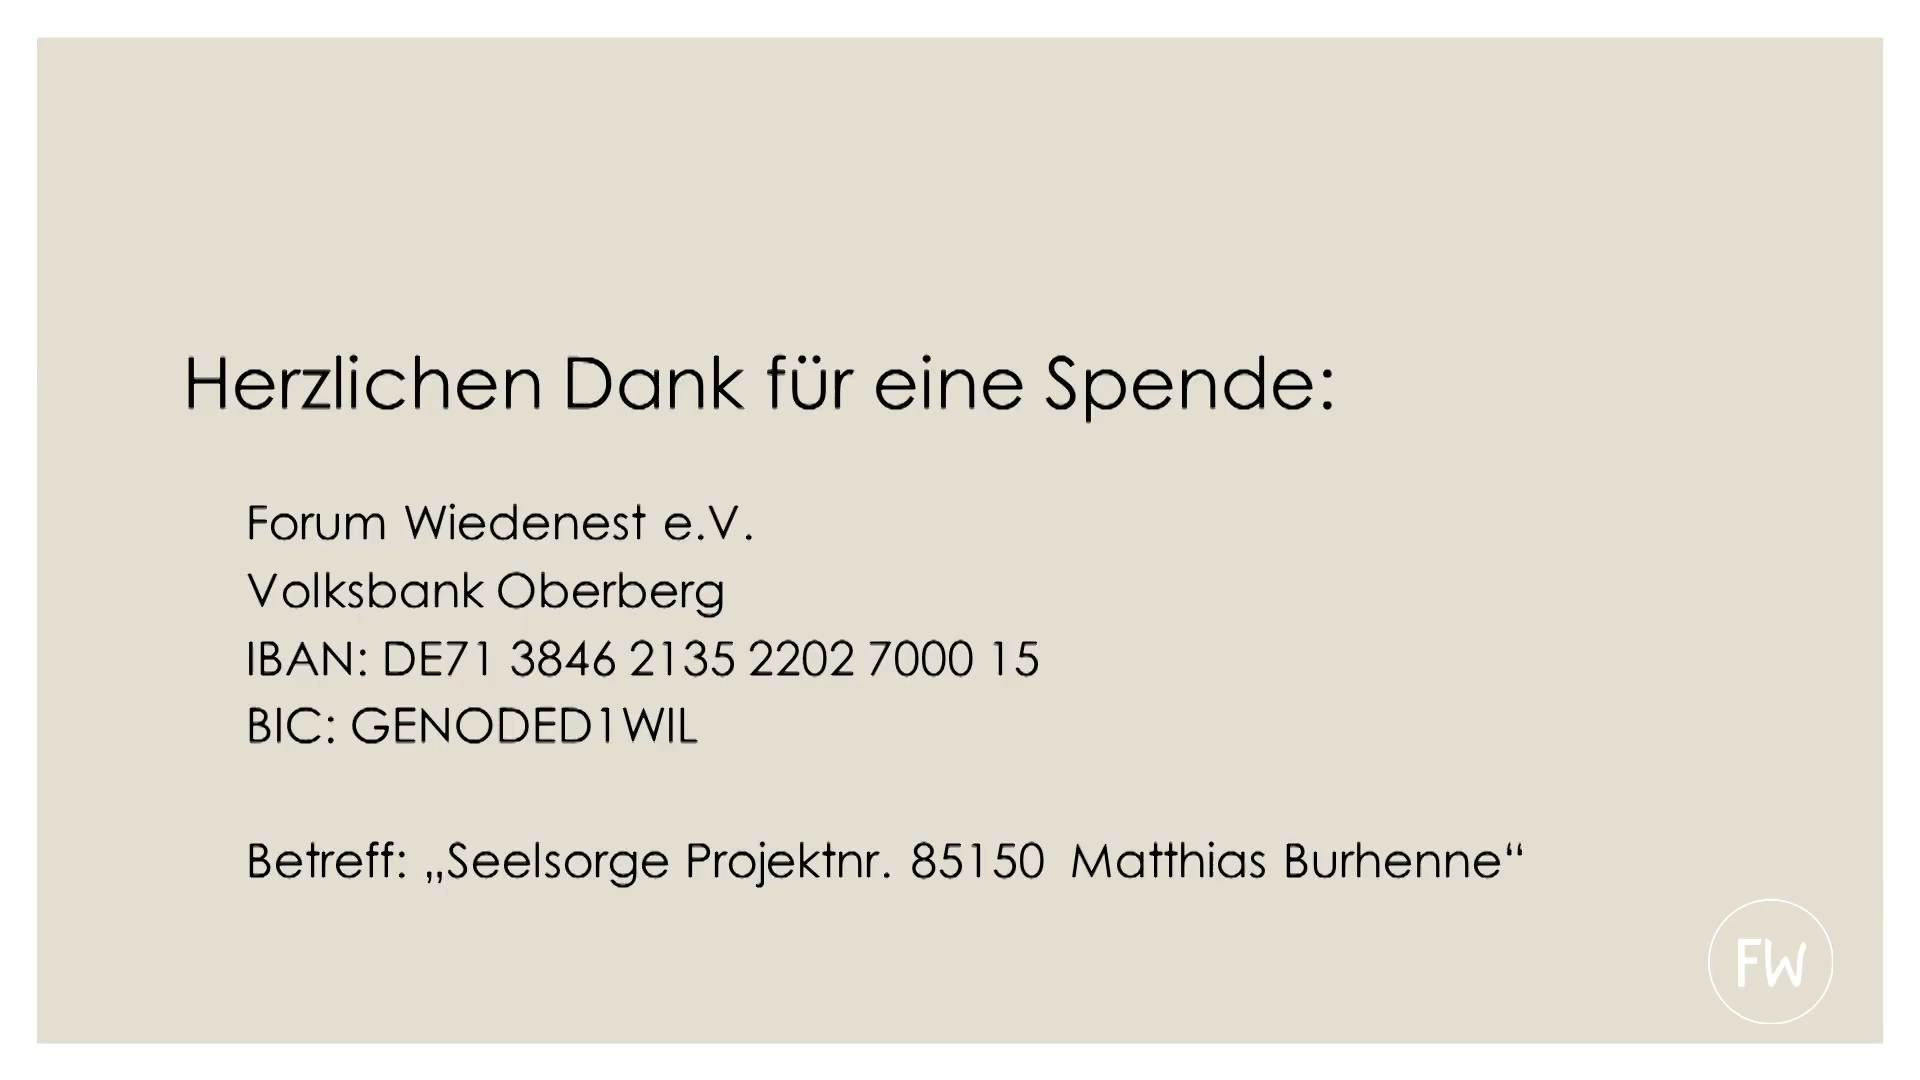 Herzlichen Dank für eine Spende:
Forum Wiedenest e.V.
Volksbank Oberberg
IBAN: DE71 3846 2135 2202 7000 15
BIC: GENODED1WIL
Betreff: „Seelsorge Projektnr. 85150 Matthias Burhenne“
FW